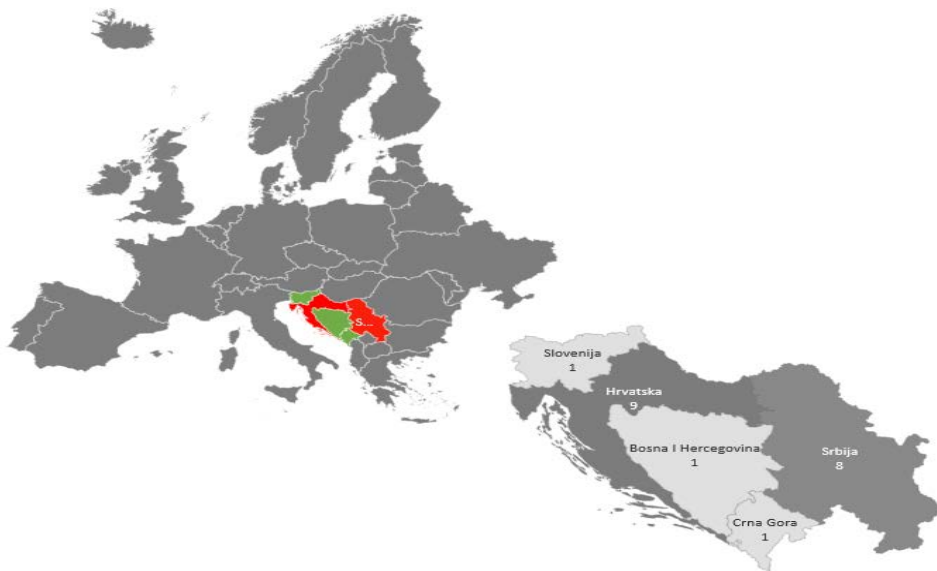 S...
Slovenija
1
Hrvatska
9
Bosna I Hercegovina
1
Srbija
8
Crna Gora
1